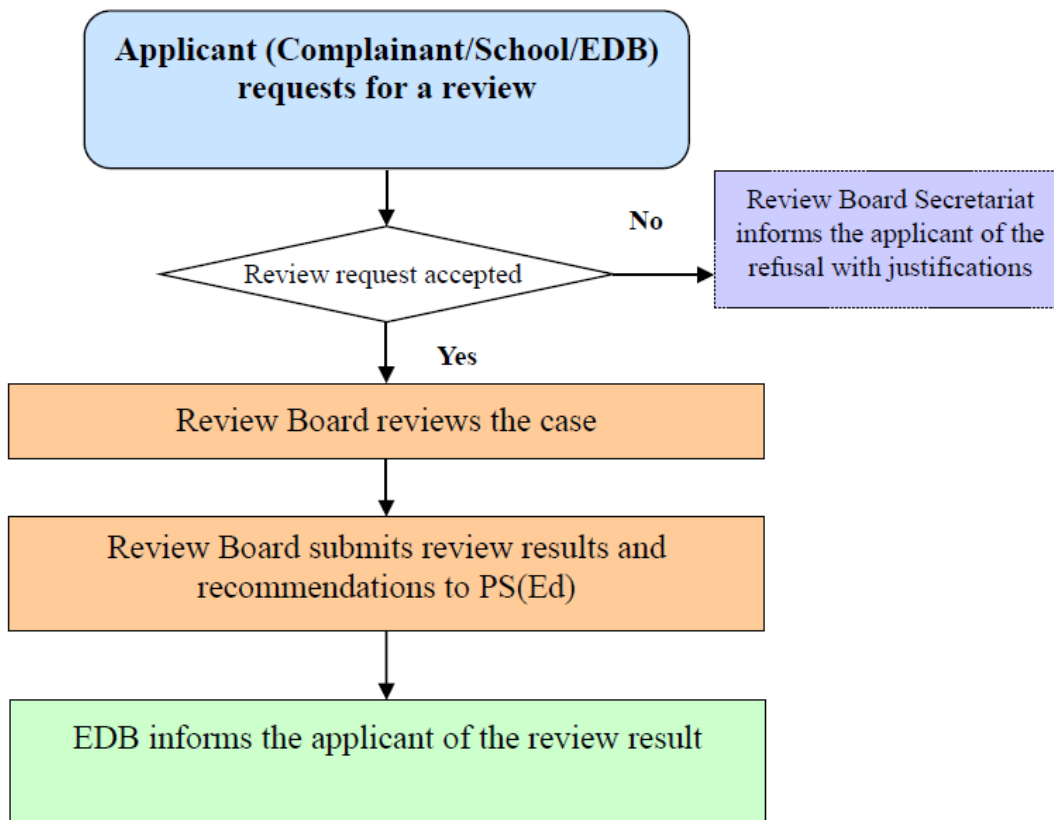 Applicant (Complainant/School/EDB)
requests for a review
No
Review Board Secretariat
informs the applicant of the
refusal with justifications
Review request accepted
Yes
Review Board reviews the case
Review Board submits review results and
recommendations to PS(Ed)
EDB informs the applicant of the review result